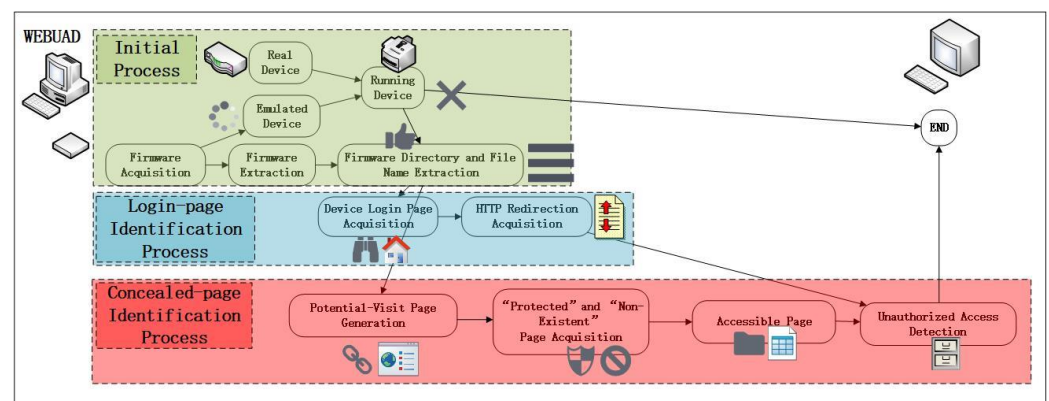 WEBUAD
Initial
Process
Real
Device
Running
Device
Emulated
Device
END
Firmware
Acquisition
Firmware
Extraction
Firmware Directory and File
Name Extraction
Login-page
Identification
Process
Device Login Page
Acquisition
HTTP Redirection
Acquisition
Concealed-page
Identification
Process
Potential-Visit Page
Generation
“Protected” and “Non-
Existent”
Page Acquisition
Accessible Page
Unauthorized Access
Detection